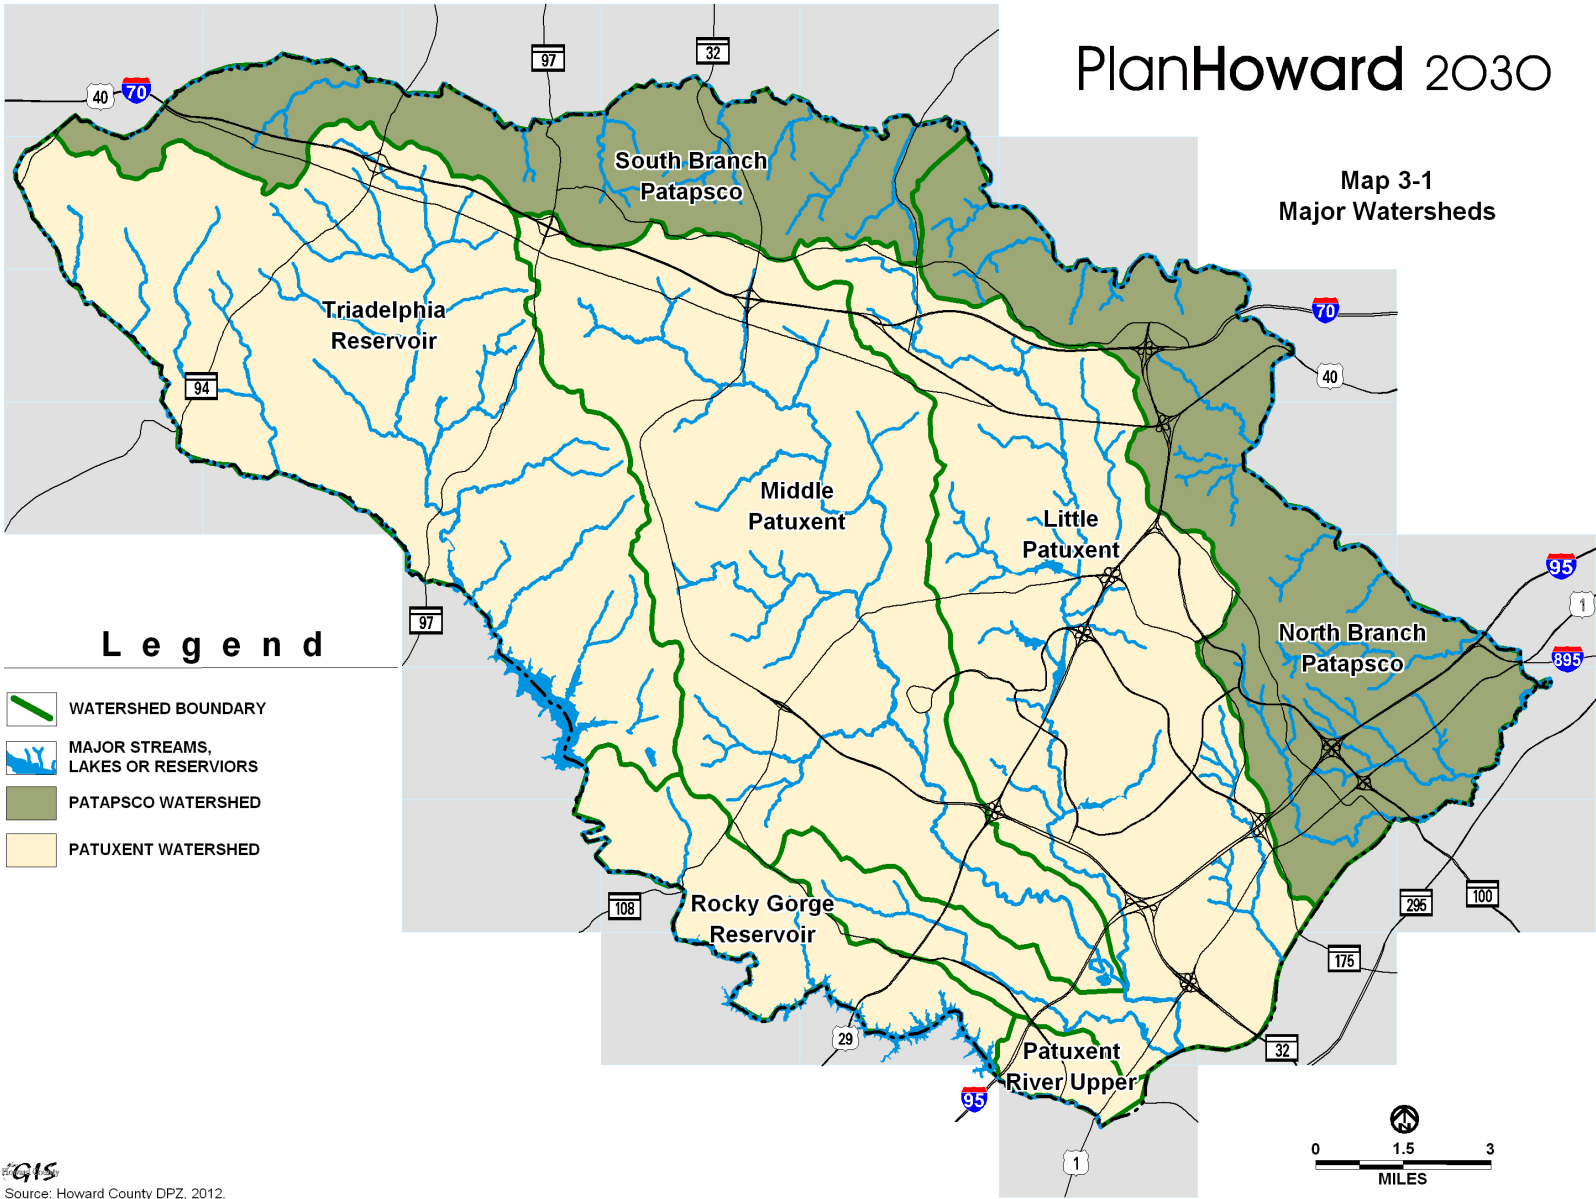 PlanHoward 2030
Map 3-1
Major Watersheds
40
70
97
32
South Branch
Patapsco
Triadelphia
Reservoir
94
70
40
Middle
Patuxent
Little
Patuxent
95
1
North Branch
Patapsco
895
97
Legend
WATERSHED BOUNDARY
MAJOR STREAMS,
LAKES OR RESERVIORS
PATAPSCO WATERSHED
PATUXENT WATERSHED
108
Rocky Gorge
Reservoir
295
100
175
29
32
Patuxent
River Upper
95
1
N
0 1.5 3
MILES
Howard County
GIS
Source: Howard County DPZ, 2012.